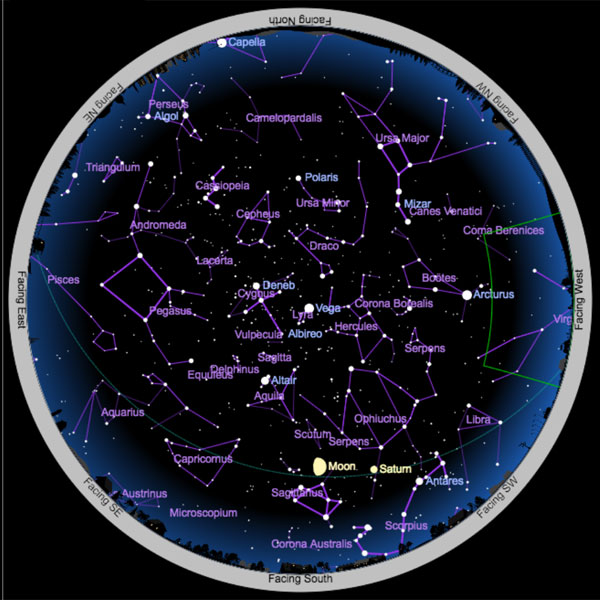 Facing North
Capella
Facing NE
Facing NW
Perseus
Algol
Camelopardalis
Ursa Major
Triangulum
Polaris
Cassiopeia
Ursa Minor
Mizar
Canes Venatici
Cepheus
Andromeda
Coma Berenices
Draco
Lacerta
Pisces
Boötes
Deneb
Cygnus
Arcturus
Facing East
Facing West
Corona Borealis
Pegasus
Vega
Lyra
Virg
Hercules
Vulpecula
Albireo
Serpens
Sagitta
Delphinus
Equuleus
Altair
Aquila
Aquarius
Ophiuchus
Libra
Scutum
Serpens
Capricornus
Moon
Saturn
Antares
Facing SE
Facing SW
Austrinus
Sagittarius
Microscopium
Scorpius
Corona Australis
Facing South